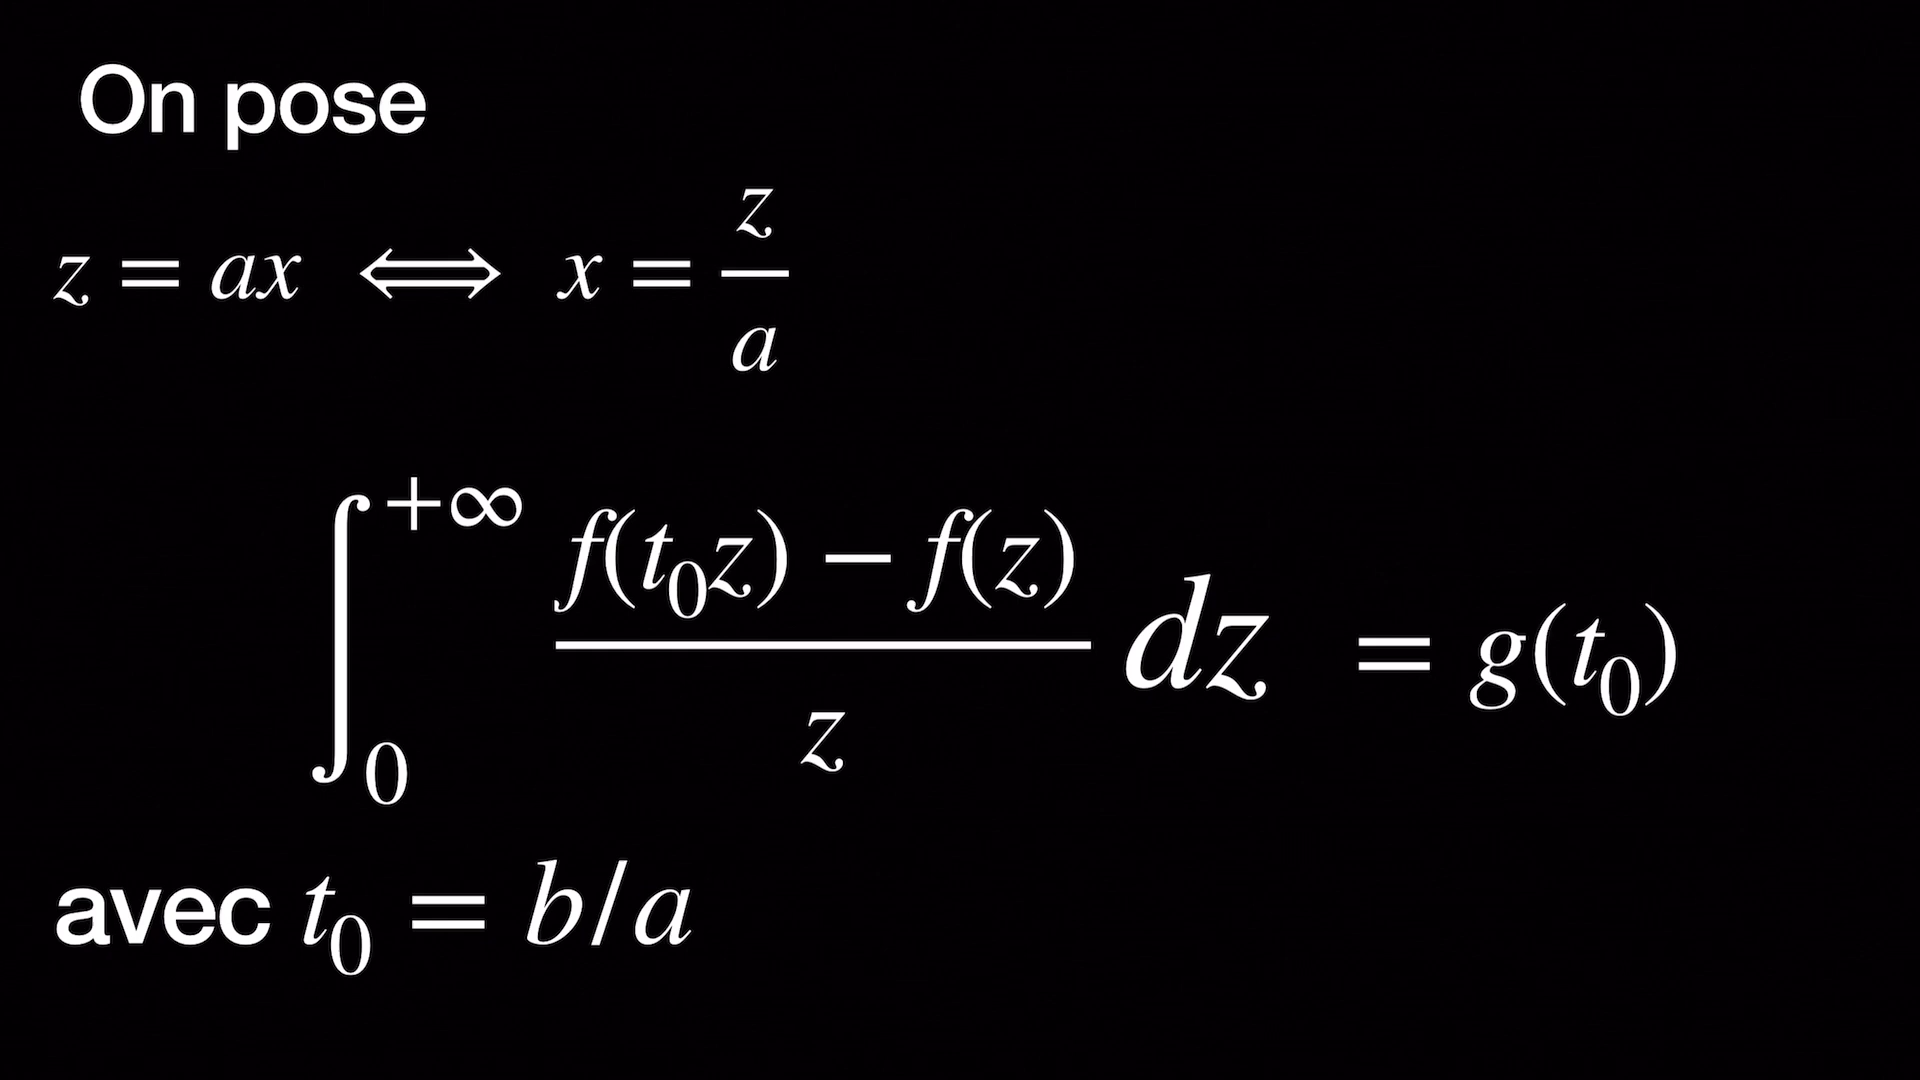 On pose
z = ax ⟺ x = z/a
∫₀^{+∞} (f(t₀z) − f(z))/z dz = g(t₀)
avec t₀ = b/a